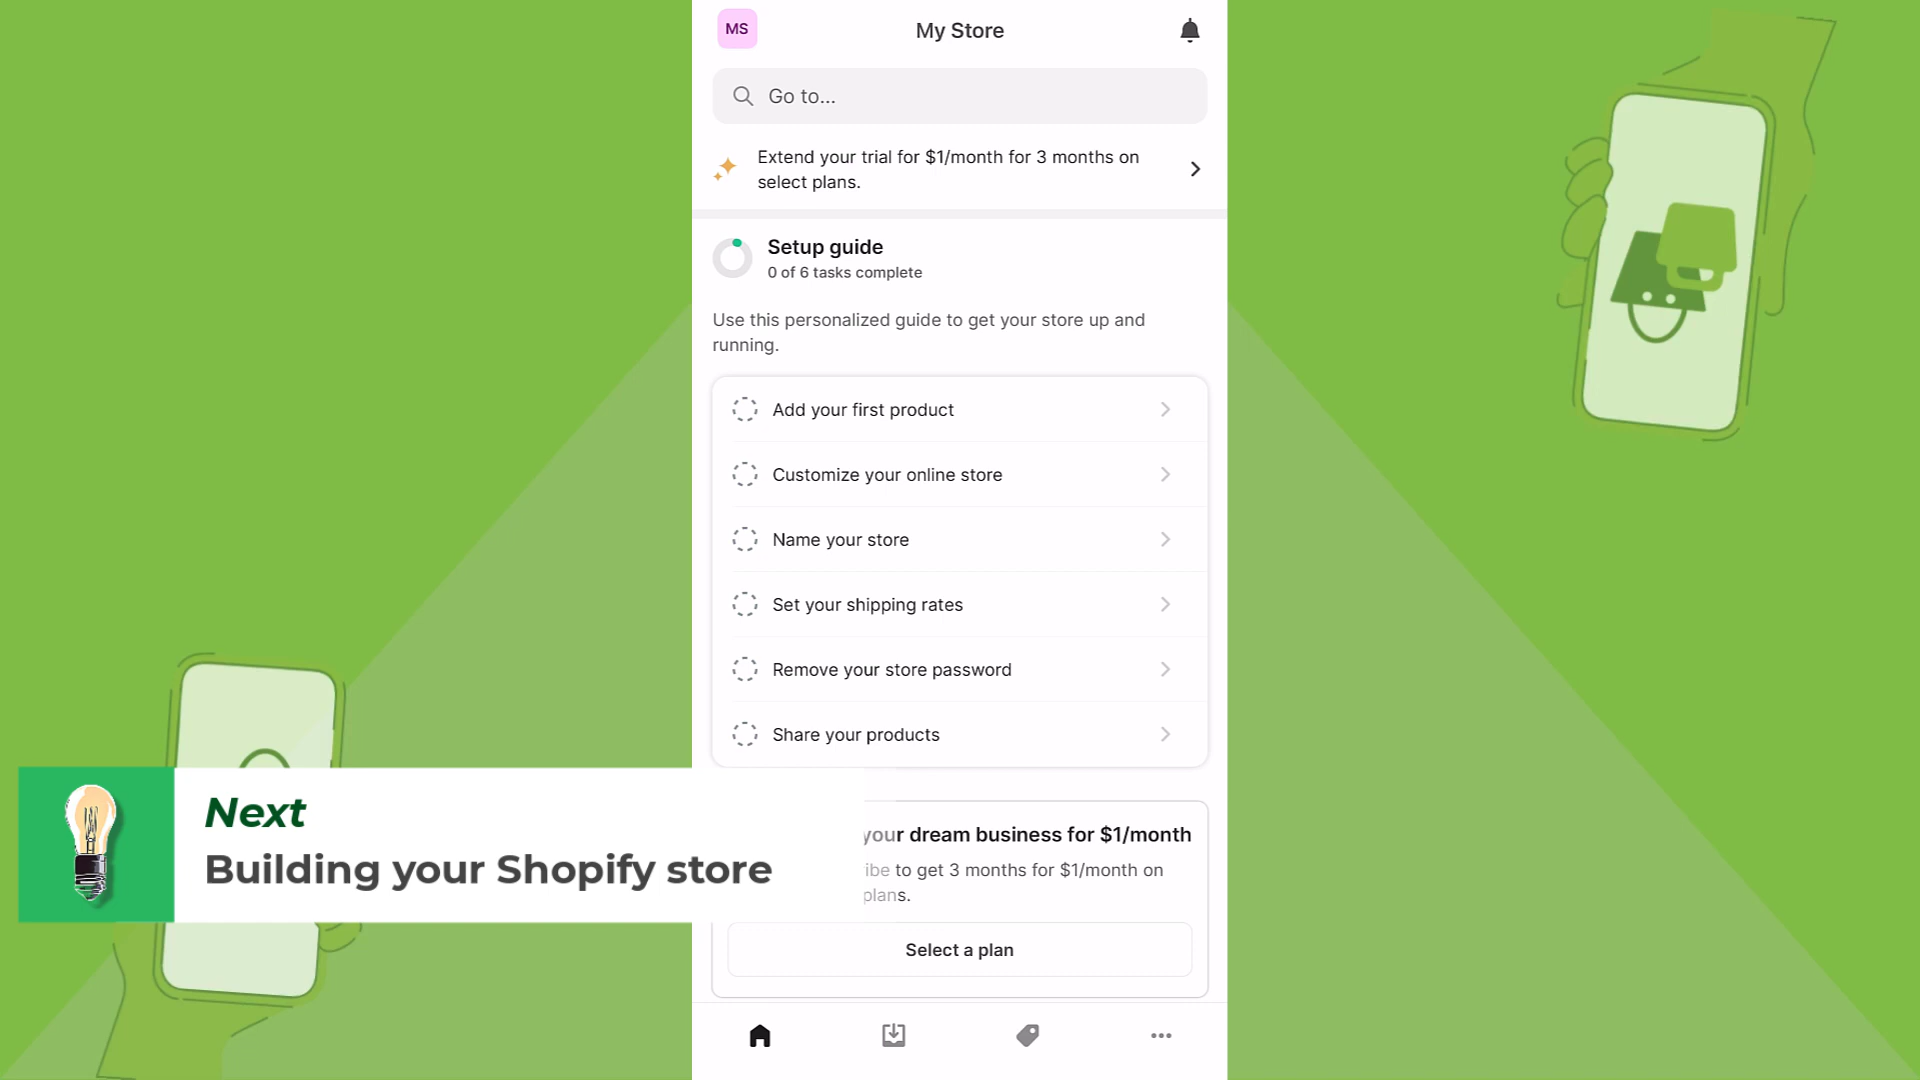 MS
My Store
Go to...
Extend your trial for $1/month for 3 months on
select plans.
Setup guide
0 of 6 tasks complete
Use this personalized guide to get your store up and
running.
Add your first product
Customize your online store
Name your store
Set your shipping rates
Remove your store password
Share your products
Next
Building your Shopify store
your dream business for $1/month
to get 3 months for $1/month on
plans.
Select a plan